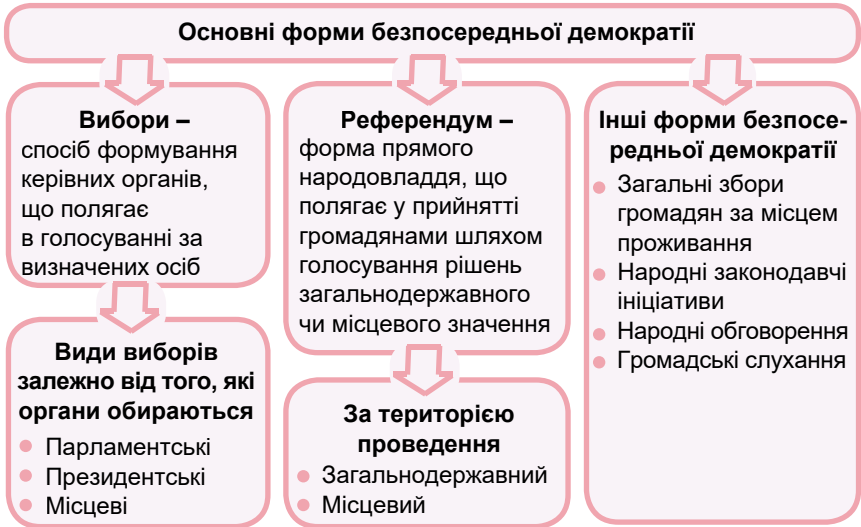 Основні форми безпосередньої демократії
Вибори –
спосіб формування
керівних органів,
що полягає
в голосуванні за
визначених осіб
Види виборів
залежно від того, які
органи обираються
Парламентські
Президентські
Місцеві
Референдум –
форма прямого
народовладдя, що
полягає у прийнятті
громадянами шляхом
голосування рішень
загальнодержавного
чи місцевого значення
За територією
проведення
Загальнодержавний
Місцевий
Інші форми безпосе-
редньої демократії
Загальні збори
громадян за місцем
проживання
Народні законодавчі
ініціативи
Народні обговорення
Громадські слухання